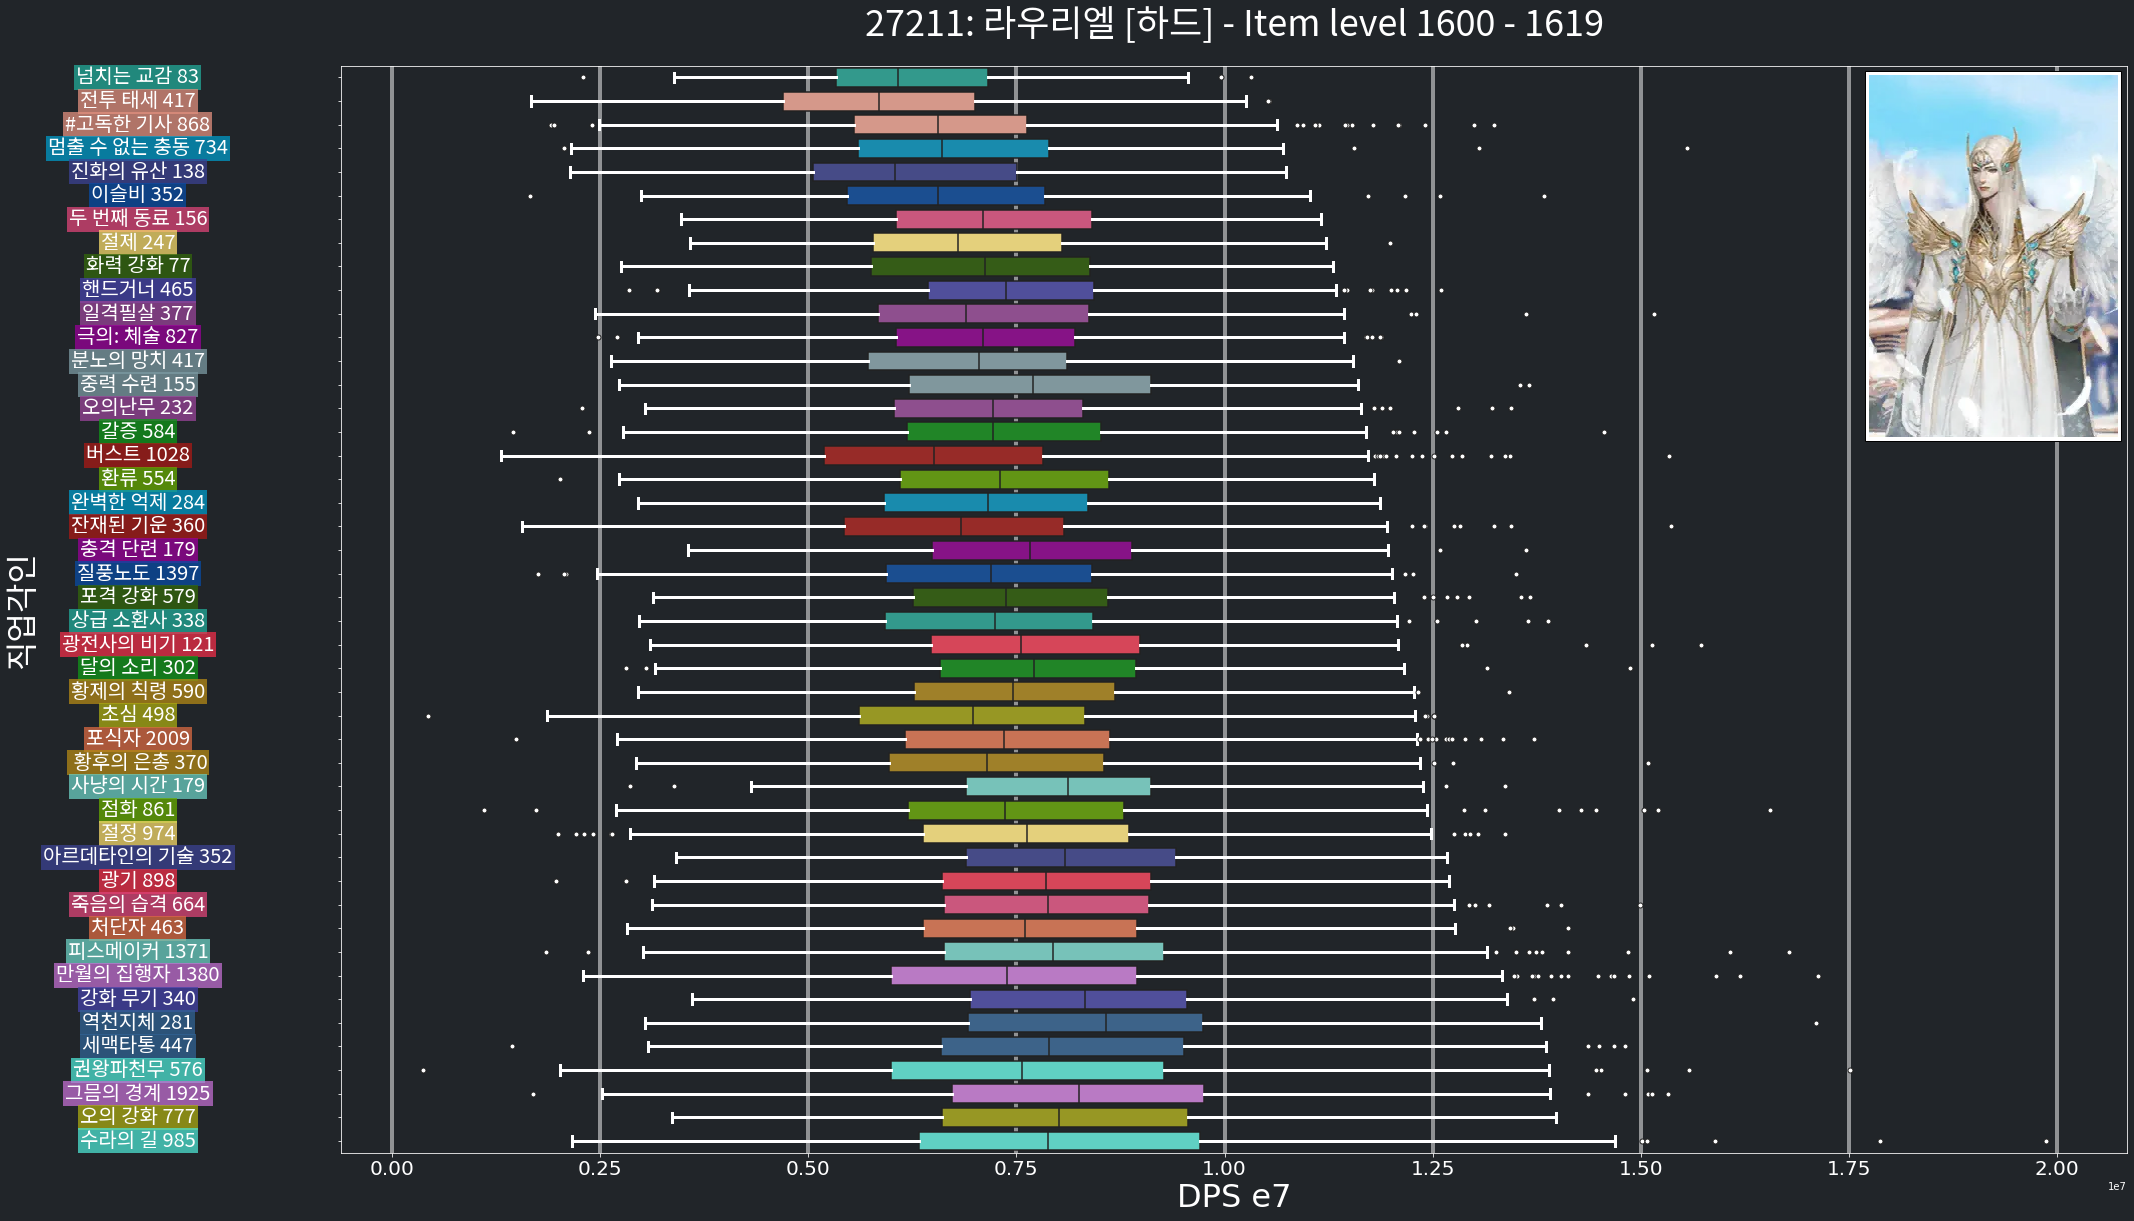 27211: 라우리엘 [하드] - Item level 1600 - 1619
직업각인
넘치는 교감 83
전투 태세 417
#고독한 기사 868
멈출 수 없는 충동 734
진화의 유산 138
이슬비 352
두 번째 동료 156
절제 247
화력 강화 77
핸드거너 465
일격필살 377
극의: 체술 827
분노의 망치 417
중력 수련 155
오의난무 232
갈증 584
버스트 1028
환류 554
완벽한 억제 284
잔재된 기운 360
충격 단련 179
질풍노도 1397
포격 강화 579
상급 소환사 338
광전사의 비기 121
달의 소리 302
황제의 칙령 590
초심 498
포식자 2009
황후의 은총 370
사냥의 시간 179
점화 861
절정 974
아르데타인의 기술 352
광기 898
죽음의 습격 664
처단자 463
피스메이커 1371
만월의 집행자 1380
강화 무기 340
역천지체 281
세맥타통 447
권왕파천무 576
그믐의 경계 1925
오의 강화 777
수라의 길 985
0.00 0.25 0.50 0.75 1.00 1.25 1.50 1.75 2.00
1e7
DPS e7